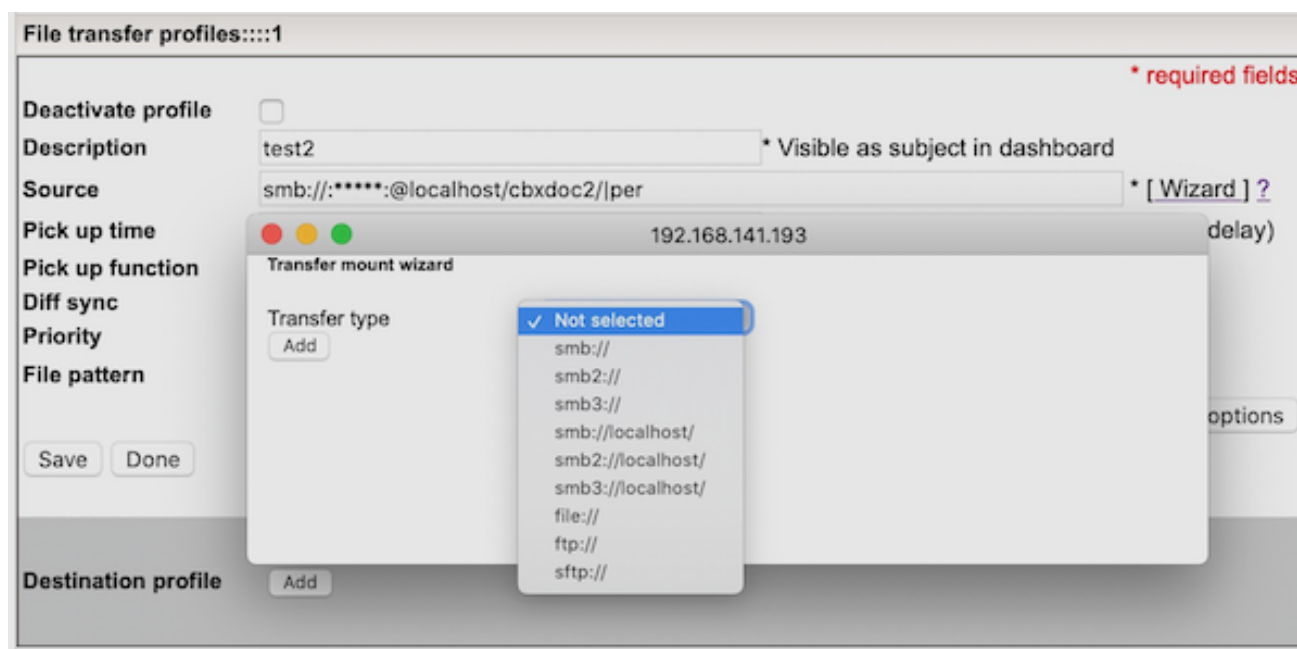 File transfer profiles::::1
* required fields
Deactivate profile
Description test2 * Visible as subject in dashboard
Source smb://:*****:@localhost/cbxdoc2/|per * [ Wizard ] ?
Pick up time delay)
192.168.141.193
Pick up function
Transfer mount wizard
Diff sync
Transfer type ✓ Not selected
Priority
Add
smb://
File pattern
smb2://
smb3://
options
smb://localhost/
Save Done
smb2://localhost/
smb3://localhost/
file://
ftp://
sftp://
Destination profile Add